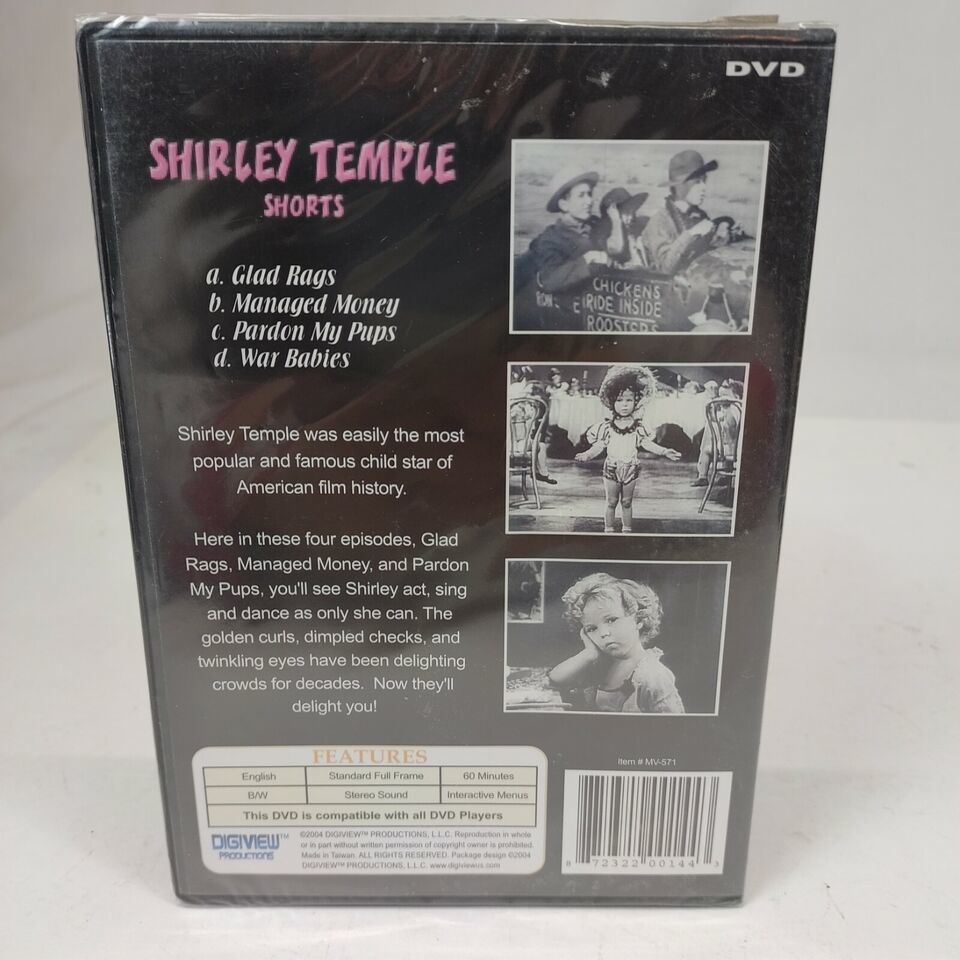 DVD
SHIRLEY TEMPLE
SHORTS
a. Glad Rags
b. Managed Money
c. Pardon My Pups
d. War Babies
CHICKENS
RIDE INSIDE
ROOSTERS
Shirley Temple was easily the most
popular and famous child star of
American film history.
Here in these four episodes, Glad
Rags, Managed Money, and Pardon
My Pups, you'll see Shirley act, sing
and dance as only she can. The
golden curls, dimpled checks, and
twinkling eyes have been delighting
crowds for decades. Now they'll
delight you!
FEATURES
English Standard Full Frame 60 Minutes
B/W Stereo Sound Interactive Menus
This DVD is compatible with all DVD Players
DIGIVIEW™
PRODUCTIONS
©2004 DIGIVIEW™ PRODUCTIONS, L.L.C. Reproduction in whole
or in part without written permission of copyright owner is prohibited.
Made in Taiwan. ALL RIGHTS RESERVED. Package design ©2004
DIGIVIEW™ PRODUCTIONS, L.L.C. www.digiviewus.com
Item # MV-571
8 72322 00144 3